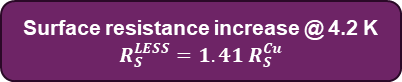 Surface resistance increase @ 4.2 K
R_S^{LESS} = 1.41 R_S^{Cu}